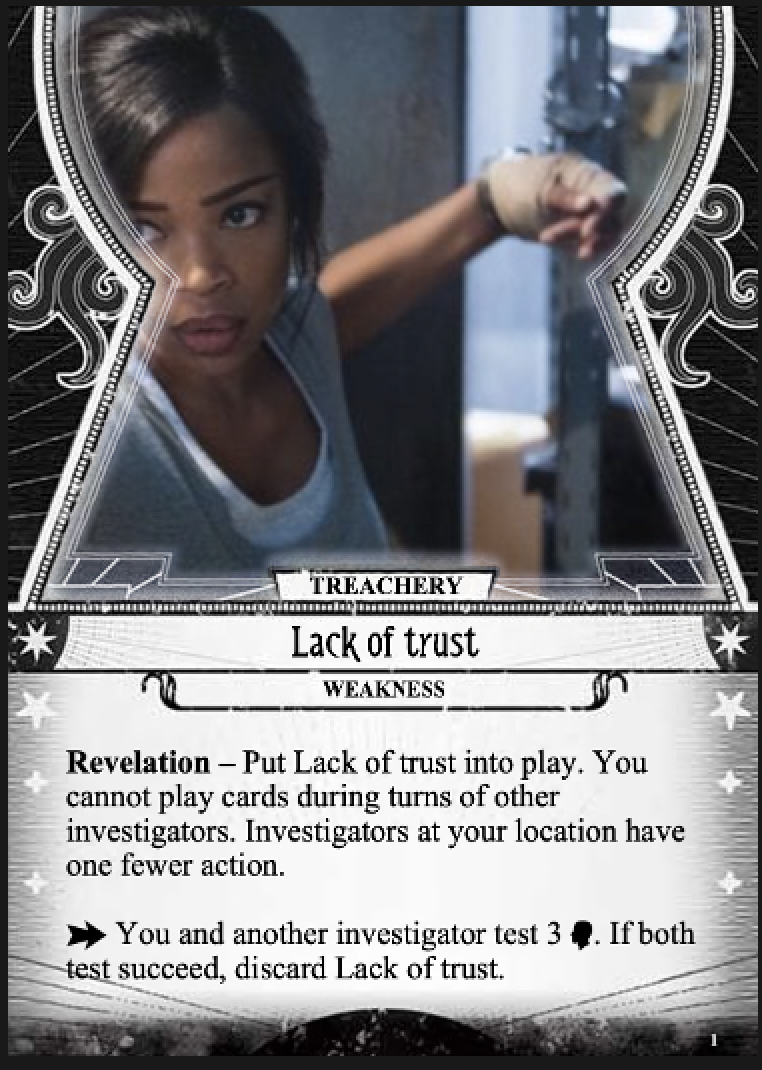 TREACHERY
Lack of trust
WEAKNESS
Revelation – Put Lack of trust into play. You
cannot play cards during turns of other
investigators. Investigators at your location have
one fewer action.
You and another investigator test 3 . If both
test succeed, discard Lack of trust.
1